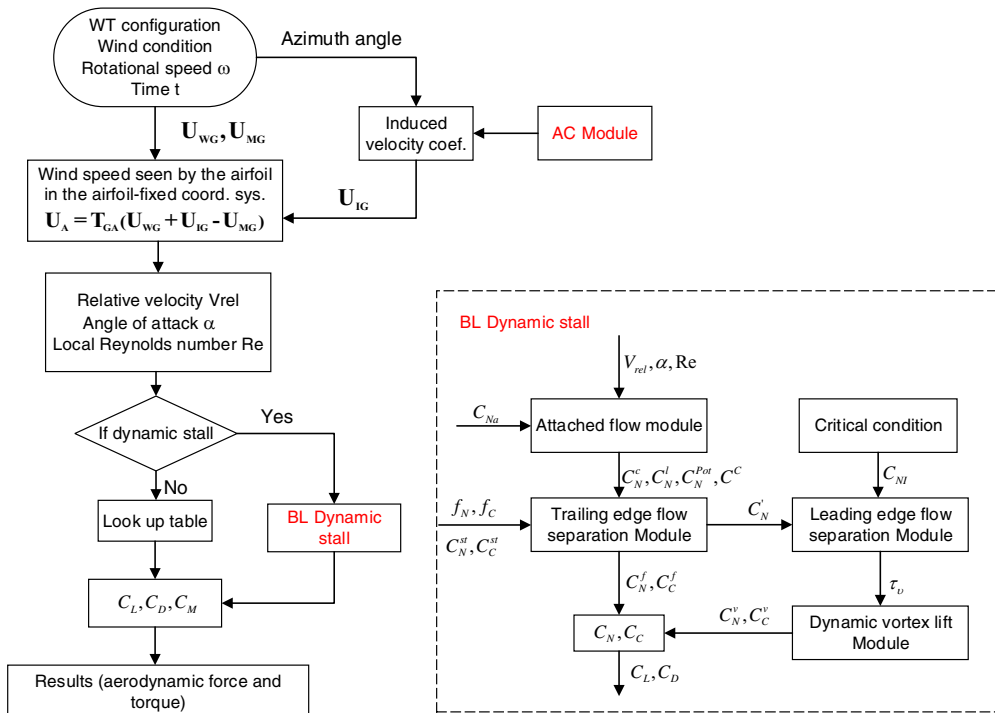 WT configuration
Wind condition
Rotational speed ω
Time t
Azimuth angle
U_WG, U_MG
Induced
velocity coef.
AC Module
Wind speed seen by the airfoil
in the airfoil-fixed coord. sys.
U_A = T_GA(U_WG + U_IG - U_MG)
U_IG
Relative velocity Vrel
Angle of attack α
Local Reynolds number Re
If dynamic stall
Yes
No
Look up table
BL Dynamic
stall
C_L, C_D, C_M
Results (aerodynamic force and
torque)
BL Dynamic stall
V_rel, α, Re
C_Na
Attached flow module
Critical condition
C_N^c, C_N^l, C_N^Pot, C^C
C_NI
f_N, f_C
C_N^st, C_C^st
Trailing edge flow
separation Module
C_N^'
Leading edge flow
separation Module
C_N^f, C_C^f
τ_υ
C_N, C_C
C_N^v, C_C^v
Dynamic vortex lift
Module
C_L, C_D